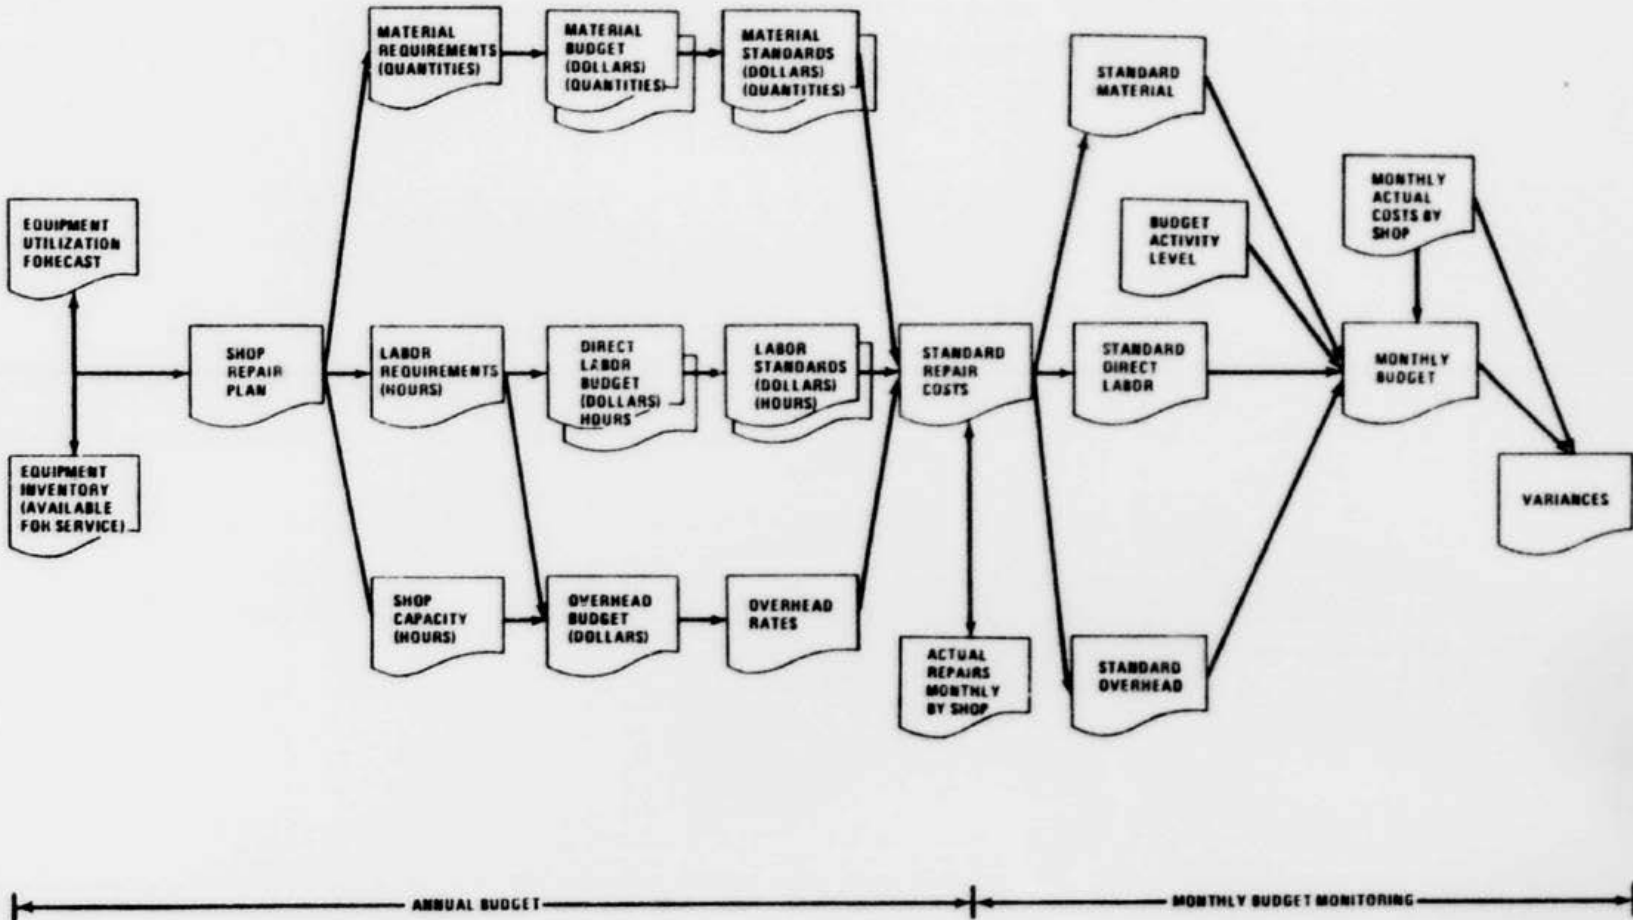 MATERIAL
REQUIREMENTS
(QUANTITIES)
MATERIAL
BUDGET
(DOLLARS)
(QUANTITIES)
MATERIAL
STANDARDS
(DOLLARS)
(QUANTITIES)
STANDARD
MATERIAL
MONTHLY
ACTUAL
COSTS BY
SHOP
EQUIPMENT
UTILIZATION
FORECAST
BUDGET
ACTIVITY
LEVEL
SHOP
REPAIR
PLAN
LABOR
REQUIREMENTS
(HOURS)
DIRECT
LABOR
BUDGET
(DOLLARS)
HOURS
LABOR
STANDARDS
(DOLLARS)
(HOURS)
STANDARD
REPAIR
COSTS
STANDARD
DIRECT
LABOR
MONTHLY
BUDGET
EQUIPMENT
INVENTORY
(AVAILABLE
FOR SERVICE)
VARIANCES
SHOP
CAPACITY
(HOURS)
OVERHEAD
BUDGET
(DOLLARS)
OVERHEAD
RATES
ACTUAL
REPAIRS
MONTHLY
BY SHOP
STANDARD
OVERHEAD
ANNUAL BUDGET
MONTHLY BUDGET MONITORING